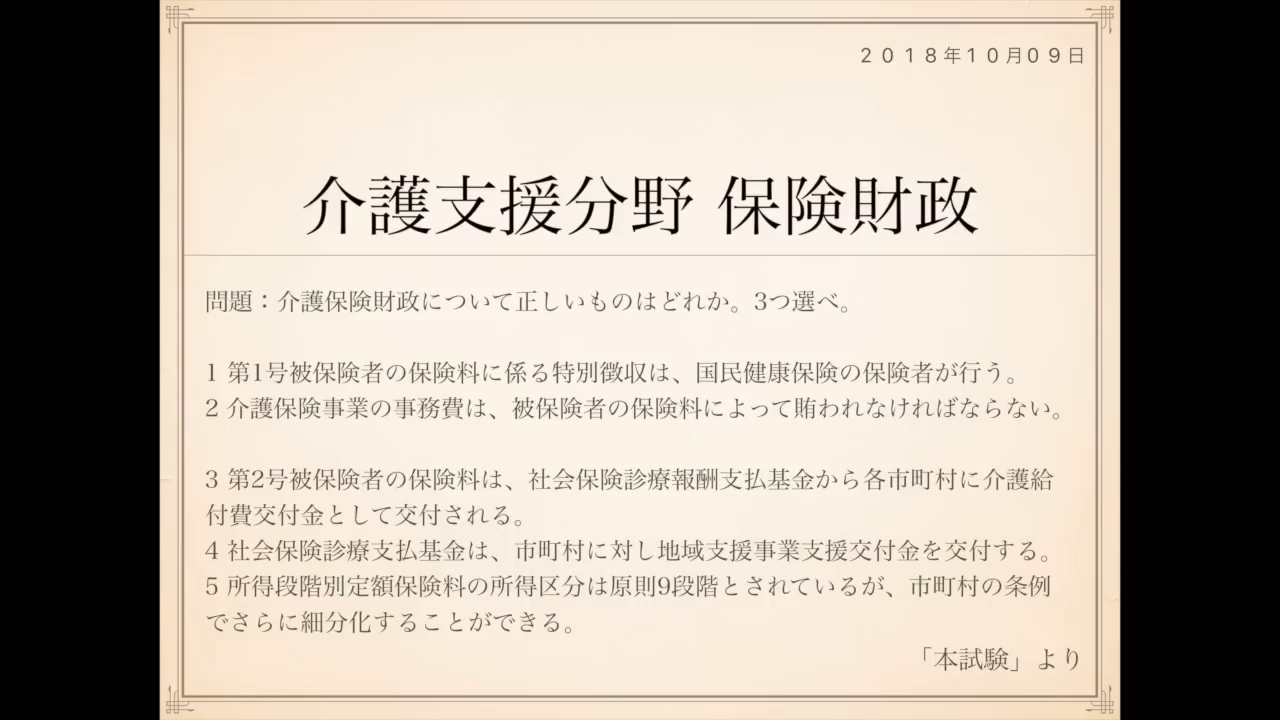 2018年10月09日
介護支援分野 保険財政
問題：介護保険財政について正しいものはどれか。3つ選べ。
1 第1号被保険者の保険料に係る特別徴収は、国民健康保険の保険者が行う。
2 介護保険事業の事務費は、被保険者の保険料によって賄われなければならない。
3 第2号被保険者の保険料は、社会保険診療報酬支払基金から各市町村に介護給
付費交付金として交付される。
4 社会保険診療支払基金は、市町村に対し地域支援事業支援交付金を交付する。
5 所得段階別定額保険料の所得区分は原則9段階とされているが、市町村の条例
でさらに細分化することができる。
「本試験」より